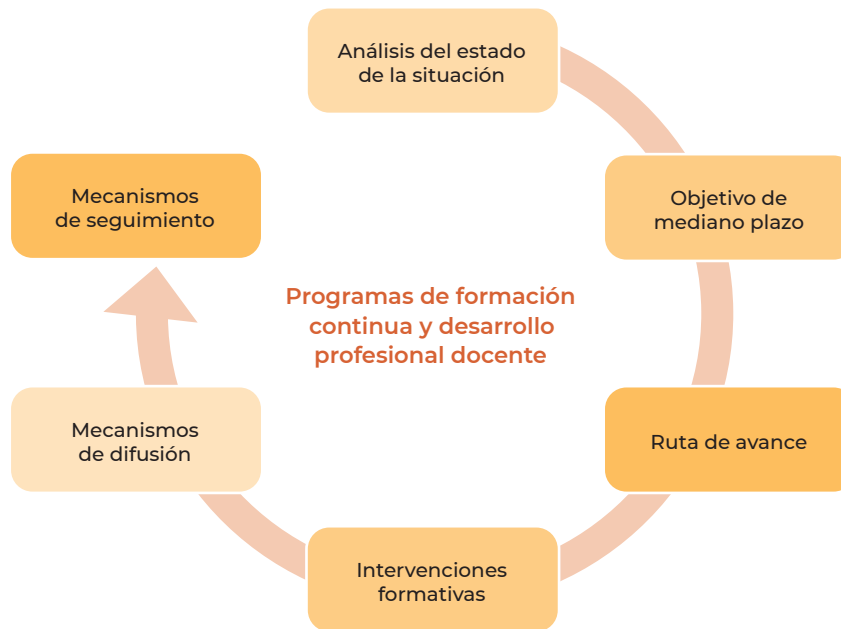 Análisis del estado
de la situación
Objetivo de
mediano plazo
Ruta de avance
Intervenciones
formativas
Mecanismos
de difusión
Mecanismos
de seguimiento
Programas de formación
continua y desarrollo
profesional docente